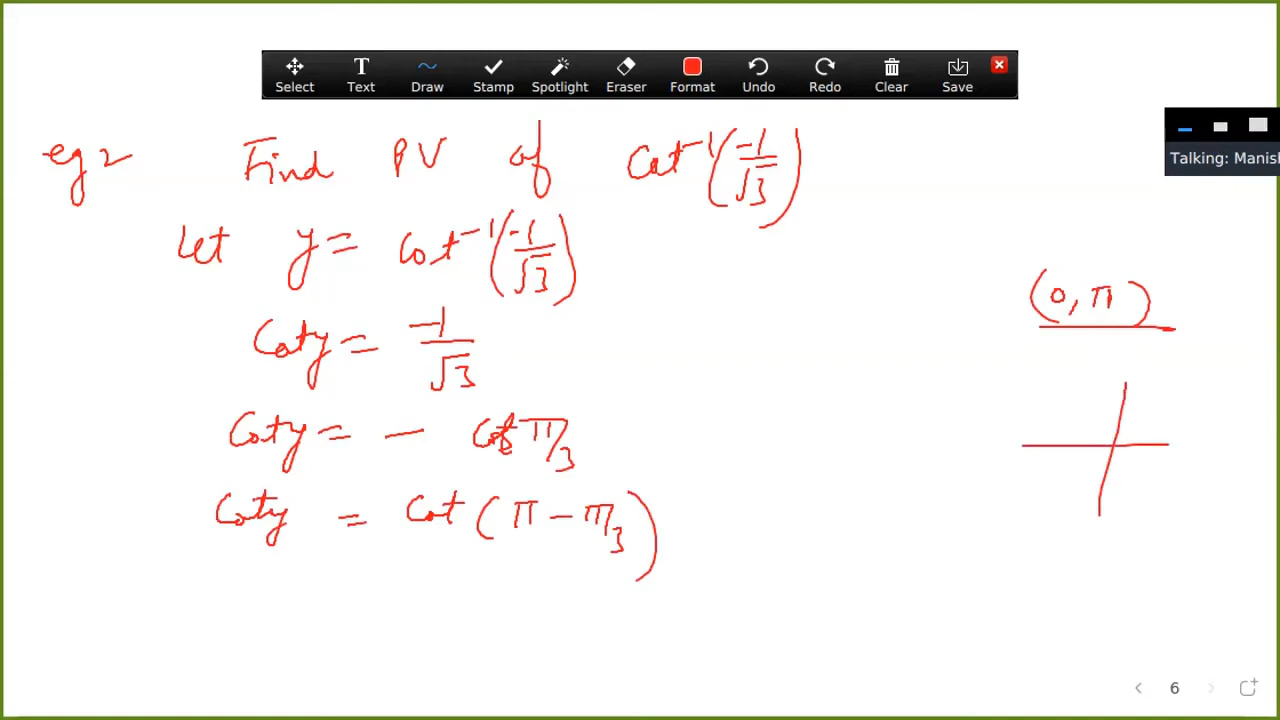 Select Text Draw Stamp Spotlight Eraser Format Undo Redo Clear Save
Talking: Manish
eg 2 Find PV of Cot⁻¹(-1/√3)
Let y = Cot⁻¹(-1/√3)
(0, π)
Coty = -1/√3
Coty = - Cot π/3
Coty = Cot (π - π/3)
6